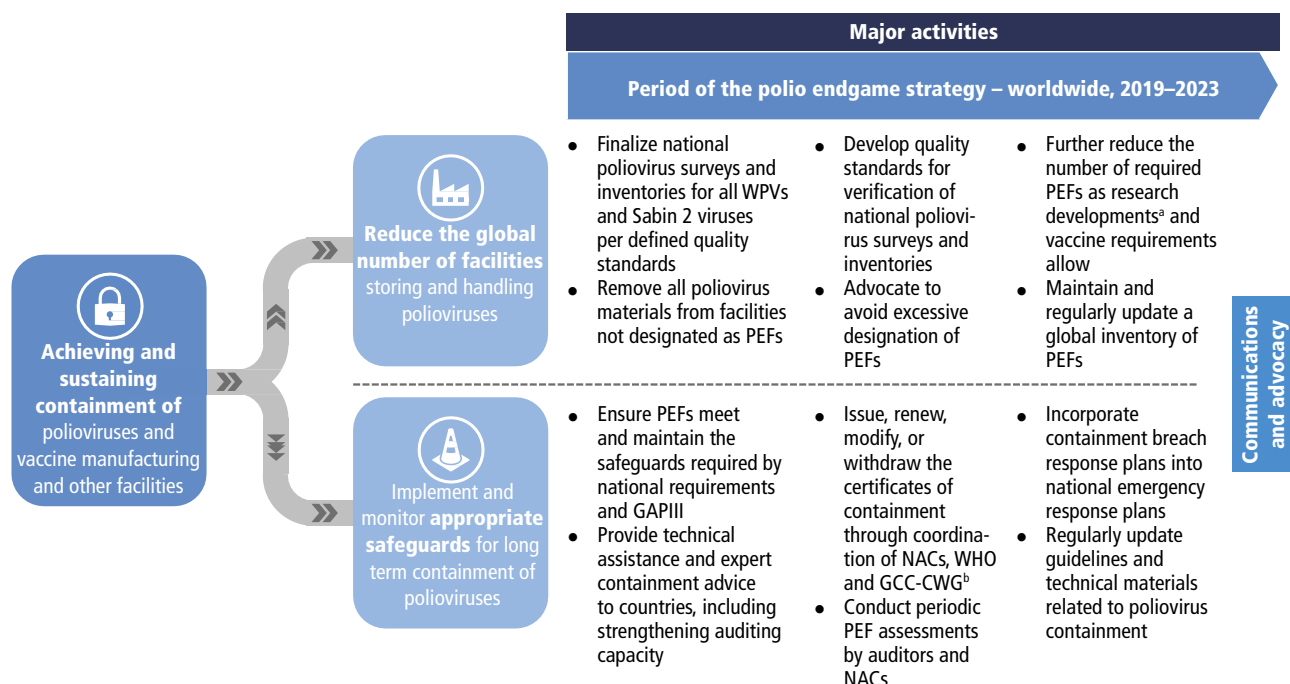 Major activities
Period of the polio endgame strategy – worldwide, 2019–2023
Achieving and
sustaining
containment of
polioviruses and
vaccine manufacturing
and other facilities
Reduce the global
number of facilities
storing and handling
polioviruses
● Finalize national
poliovirus surveys and
inventories for all WPVs
and Sabin 2 viruses
per defined quality
standards
● Remove all poliovirus
materials from facilities
not designated as PEFs
● Develop quality
standards for
verification of
national poliovi-
rus surveys and
inventories
● Advocate to
avoid excessive
designation of
PEFs
● Further reduce the
number of required
PEFs as research
developmentsᵃ and
vaccine requirements
allow
● Maintain and
regularly update a
global inventory of
PEFs
Implement and
monitor appropriate
safeguards for long
term containment of
polioviruses
● Ensure PEFs meet
and maintain the
safeguards required by
national requirements
and GAPIII
● Provide technical
assistance and expert
containment advice
to countries, including
strengthening auditing
capacity
● Issue, renew,
modify, or
withdraw the
certificates of
containment
through coordina-
tion of NACs, WHO
and GCC-CWGᵇ
● Conduct periodic
PEF assessments
by auditors and
NACs
● Incorporate
containment breach
response plans into
national emergency
response plans
● Regularly update
guidelines and
technical materials
related to poliovirus
containment
Communications
and advocacy